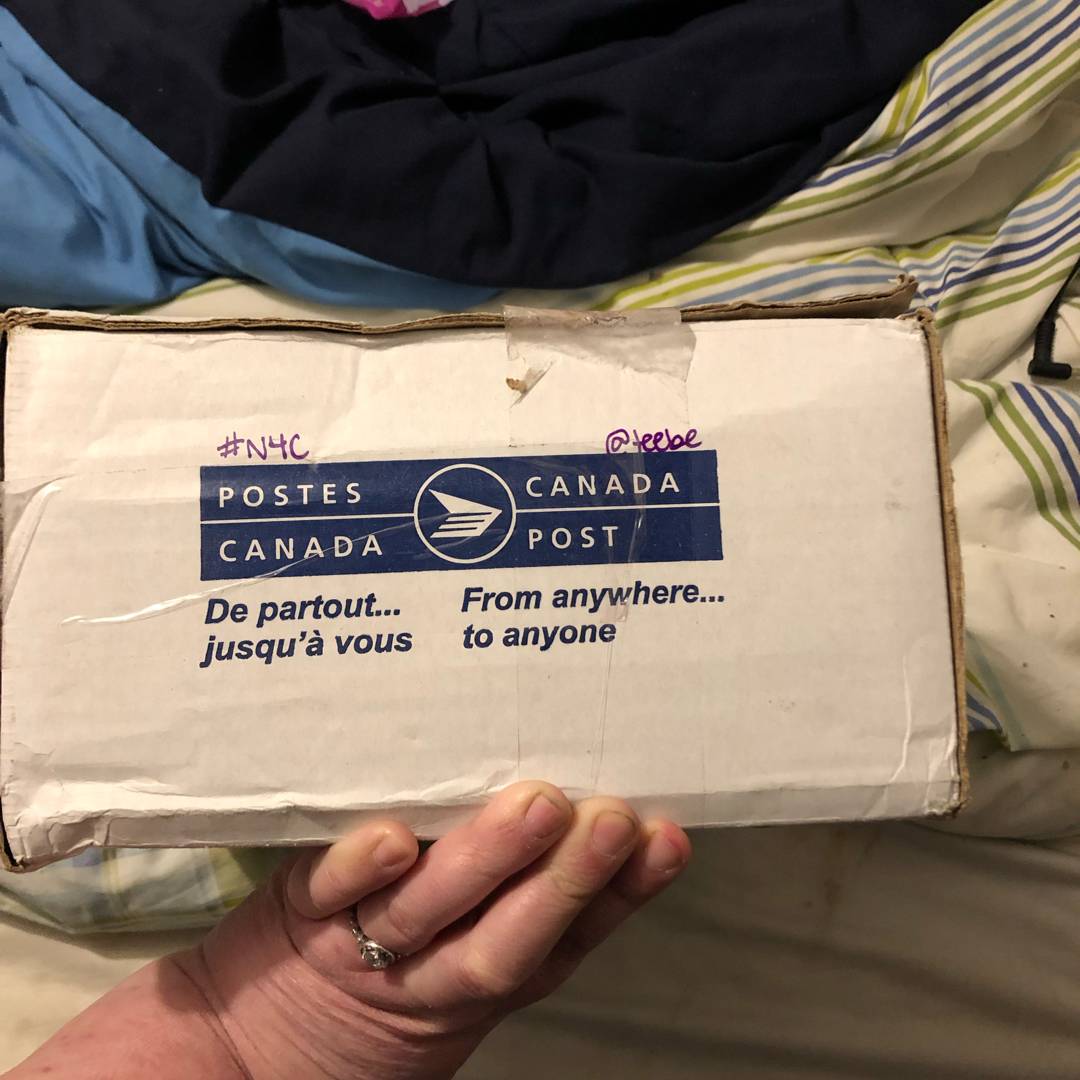 #N4C
@teebe
POSTES
CANADA
CANADA
POST
De partout...
jusqu'à vous
From anywhere...
to anyone